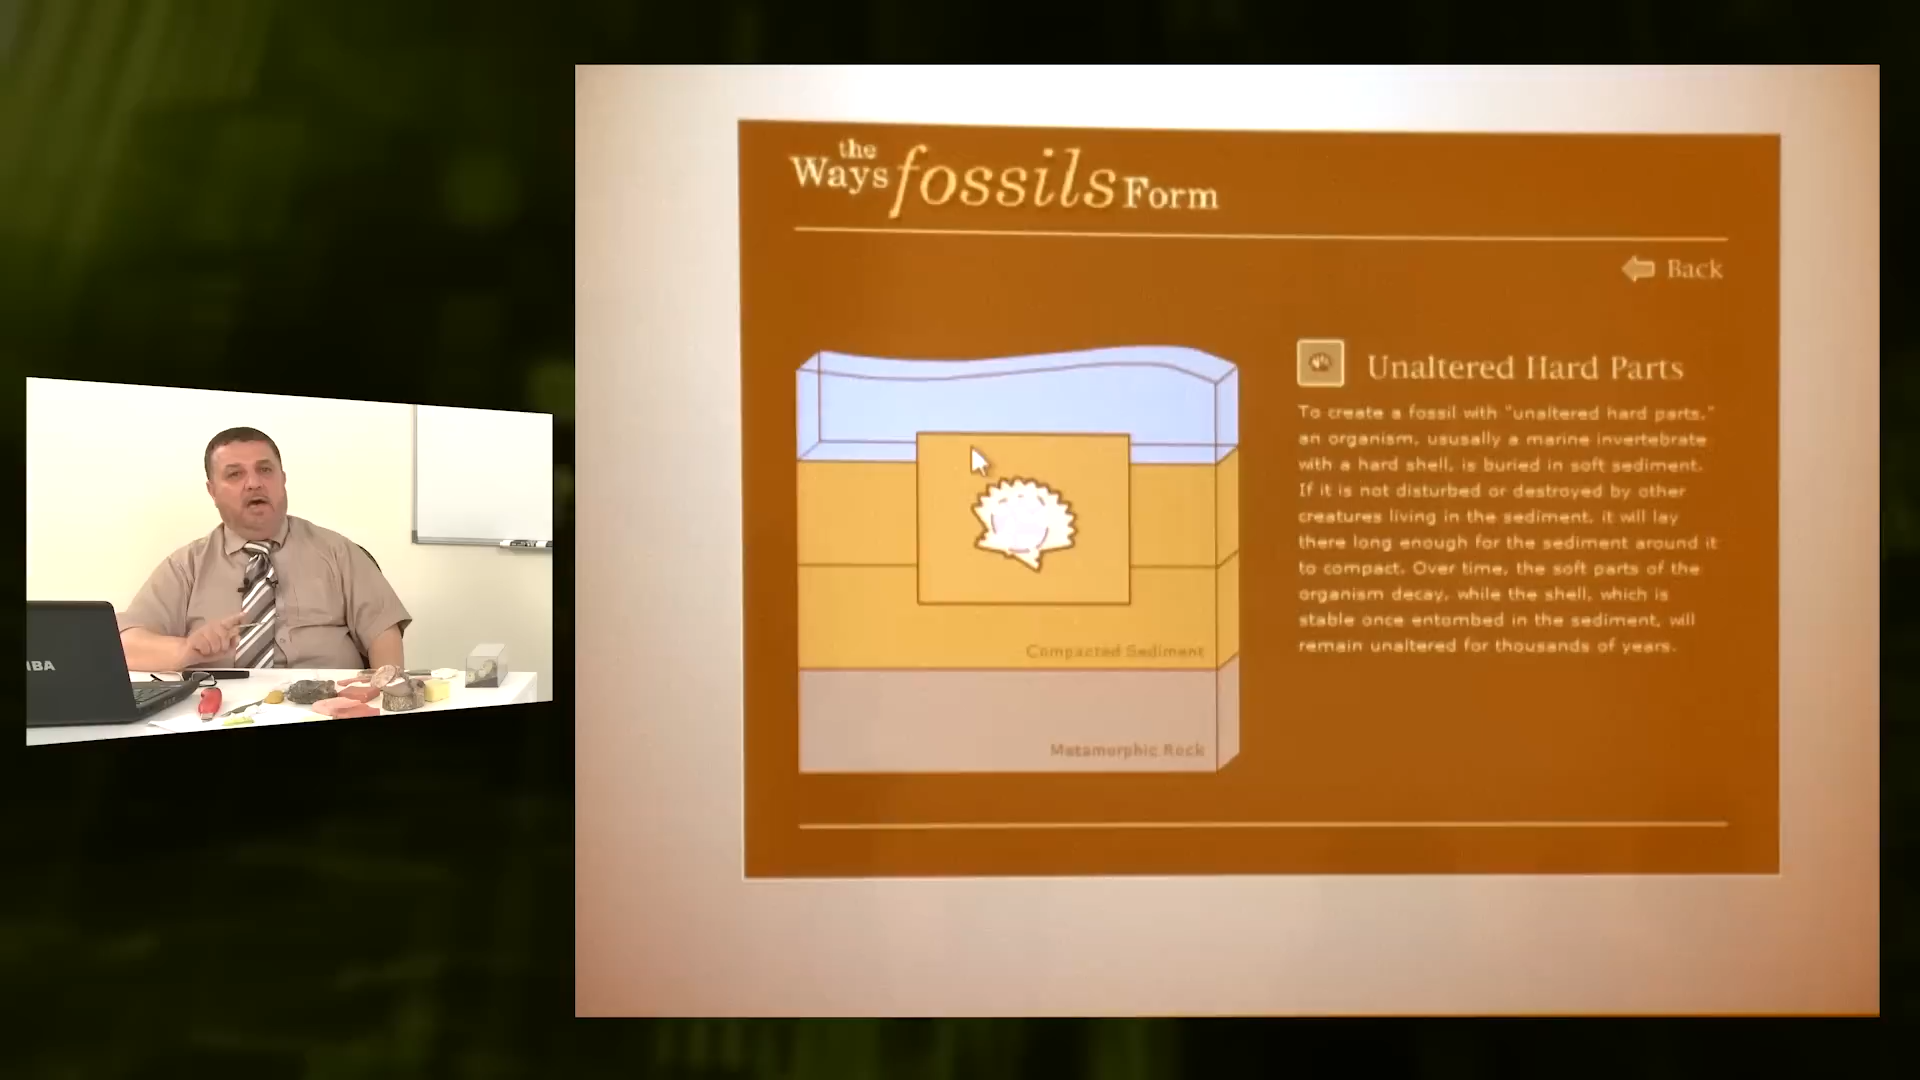 the
Ways fossils Form
Back
Unaltered Hard Parts
To create a fossil with "unaltered hard parts,"
an organism, ususally a marine invertebrate
with a hard shell, is buried in soft sediment.
If it is not disturbed or destroyed by other
creatures living in the sediment, it will lay
there long enough for the sediment around it
to compact. Over time, the soft parts of the
organism decay, while the shell, which is
stable once entombed in the sediment, will
remain unaltered for thousands of years.
Compacted Sediment
Metamorphic Rock
IBA